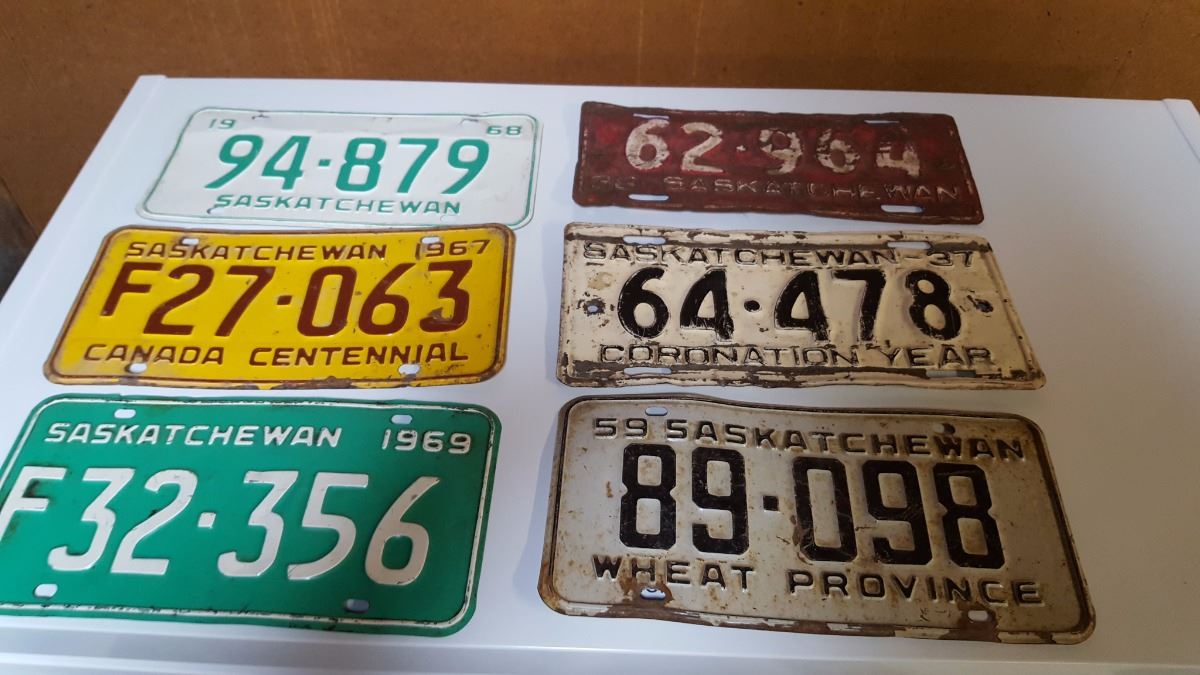 19 68
94-879
SASKATCHEWAN
62-964
SASKATCHEWAN
SASKATCHEWAN 1967
F27-063
CANADA CENTENNIAL
SASKATCHEWAN-37
64-478
CORONATION YEAR
SASKATCHEWAN 1969
F32-356
59 SASKATCHEWAN
89-098
WHEAT PROVINCE